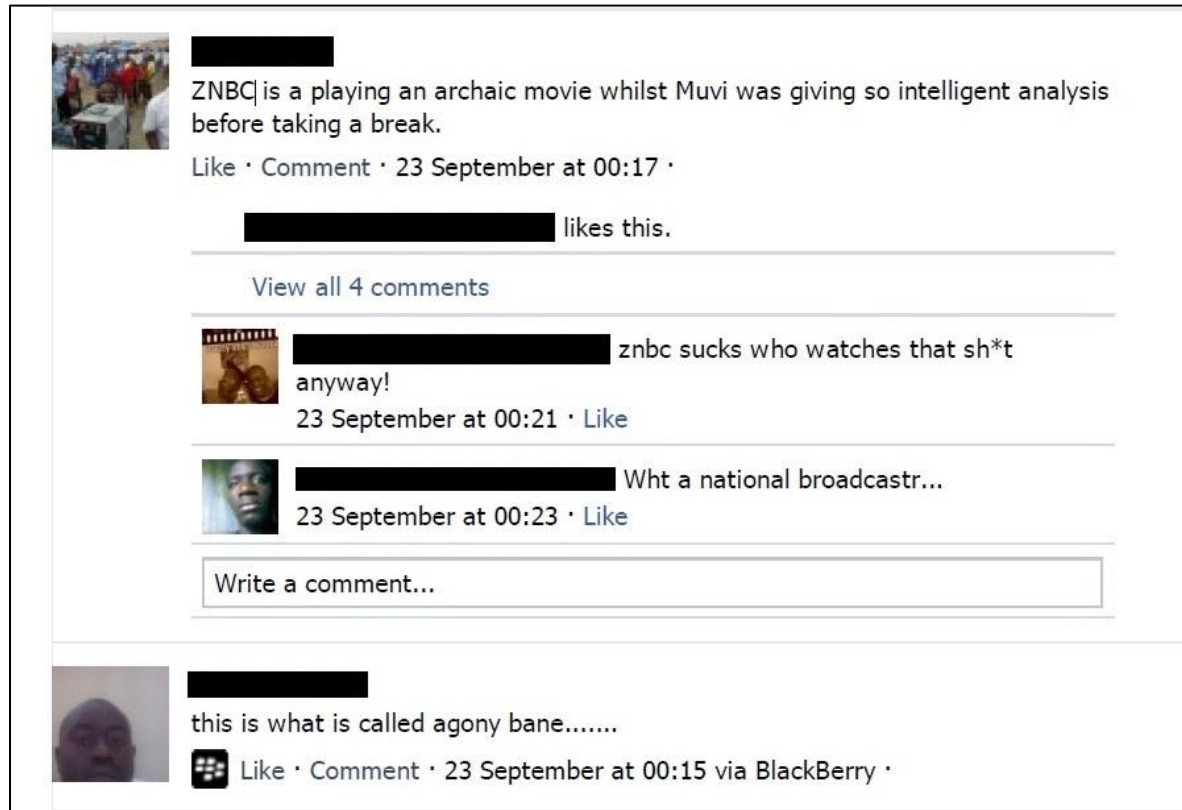 ZNBC is a playing an archaic movie whilst Muvi was giving so intelligent analysis
before taking a break.
Like · Comment · 23 September at 00:17 ·
likes this.
View all 4 comments
znbc sucks who watches that sh*t
anyway!
23 September at 00:21 · Like
Wht a national broadcastr...
23 September at 00:23 · Like
Write a comment...
this is what is called agony bane.......
Like · Comment · 23 September at 00:15 via BlackBerry ·